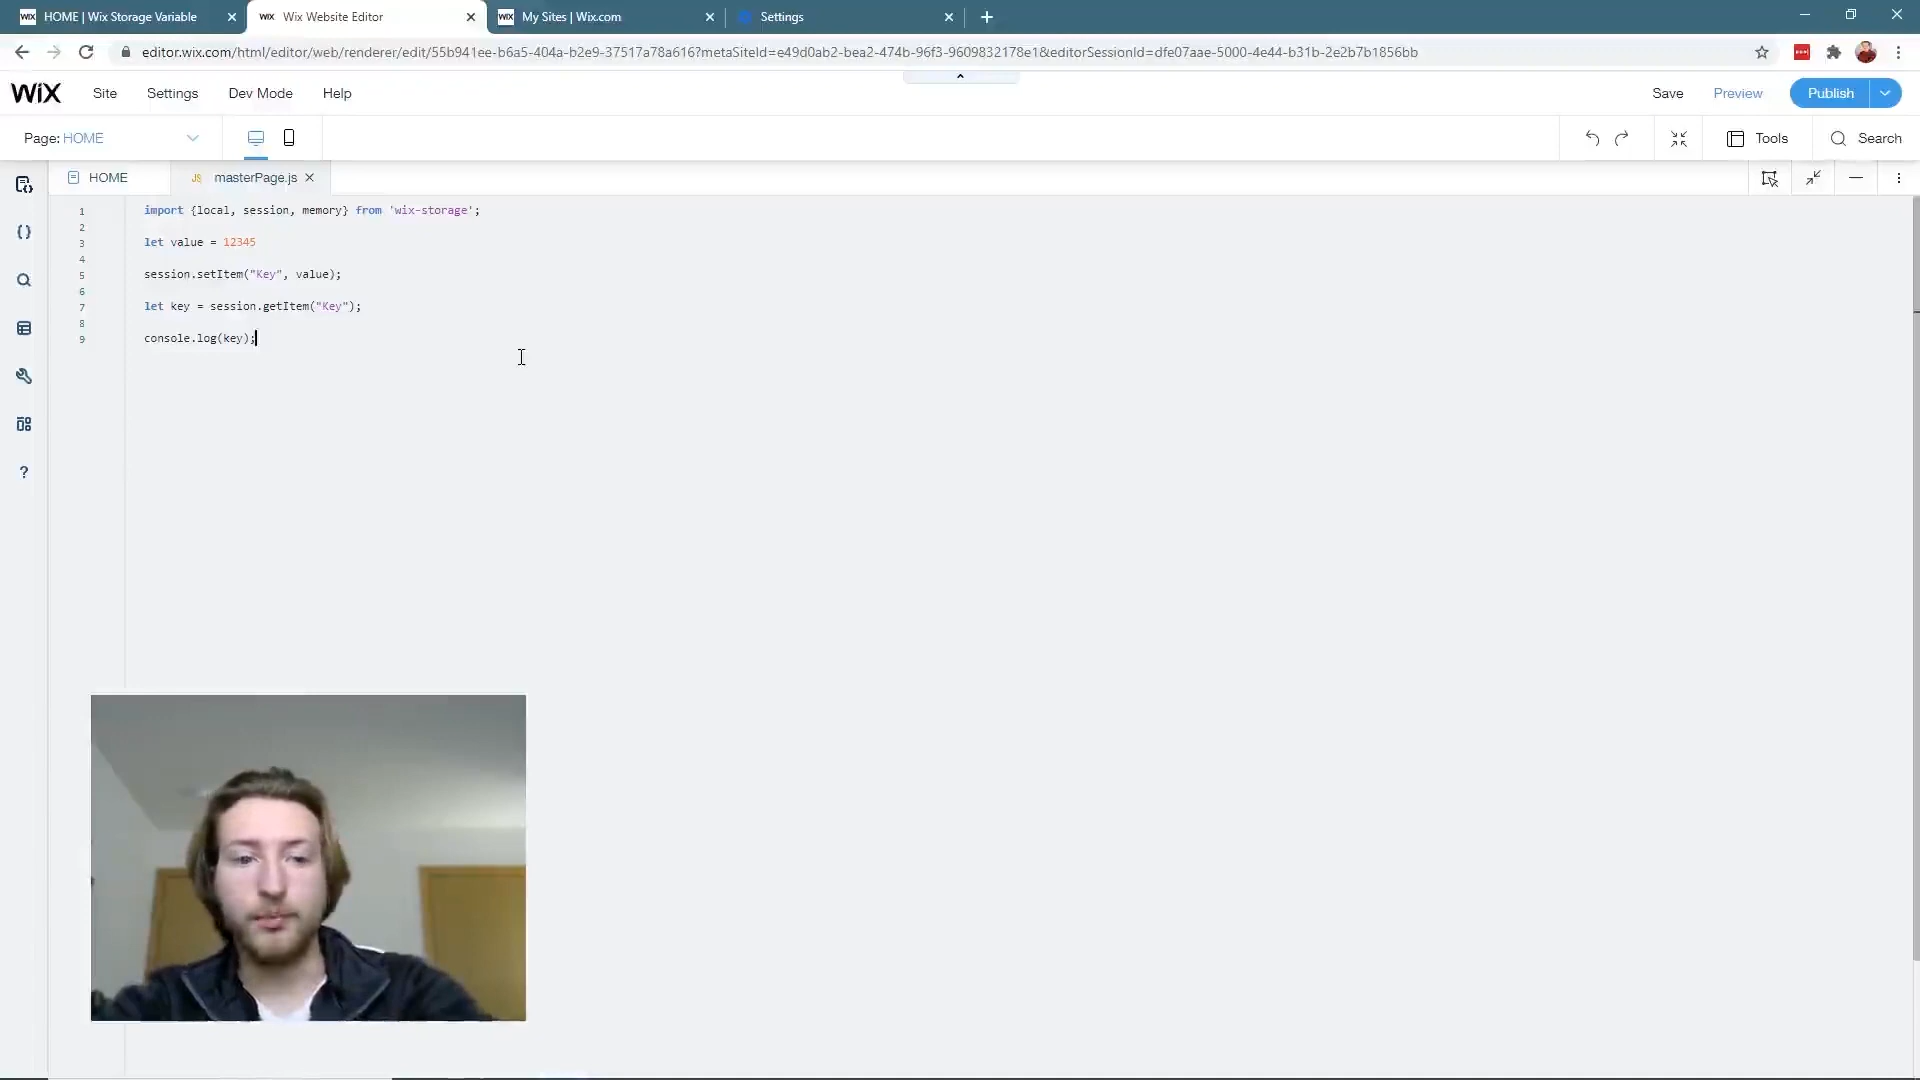 HOME | Wix Storage Variable
Wix Website Editor
My Sites | Wix.com
Settings
editor.wix.com/html/editor/web/renderer/edit/55b941ee-b6a5-404a-b2e9-37517a78a616?metaSiteId=e49d0ab2-bea2-474b-96f3-9609832178e1&editorSessionId=dfe07aae-5000-4e44-b31b-2e2b7b1856bb
WiX Site Settings Dev Mode Help Save Preview Publish
Page: HOME Tools Search
HOME JS masterPage.js
1 import {local, session, memory} from 'wix-storage';
2
3 let value = 12345
4
5 session.setItem("Key", value);
6
7 let key = session.getItem("Key");
8
9 console.log(key);